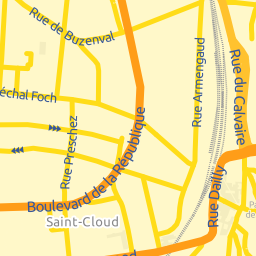 Rue de Buzenval
échal Foch
Rue Armengaud
Rue du Calvaire
Rue Preschez
Boulevard de la République
Rue Dailly
Saint-Cloud